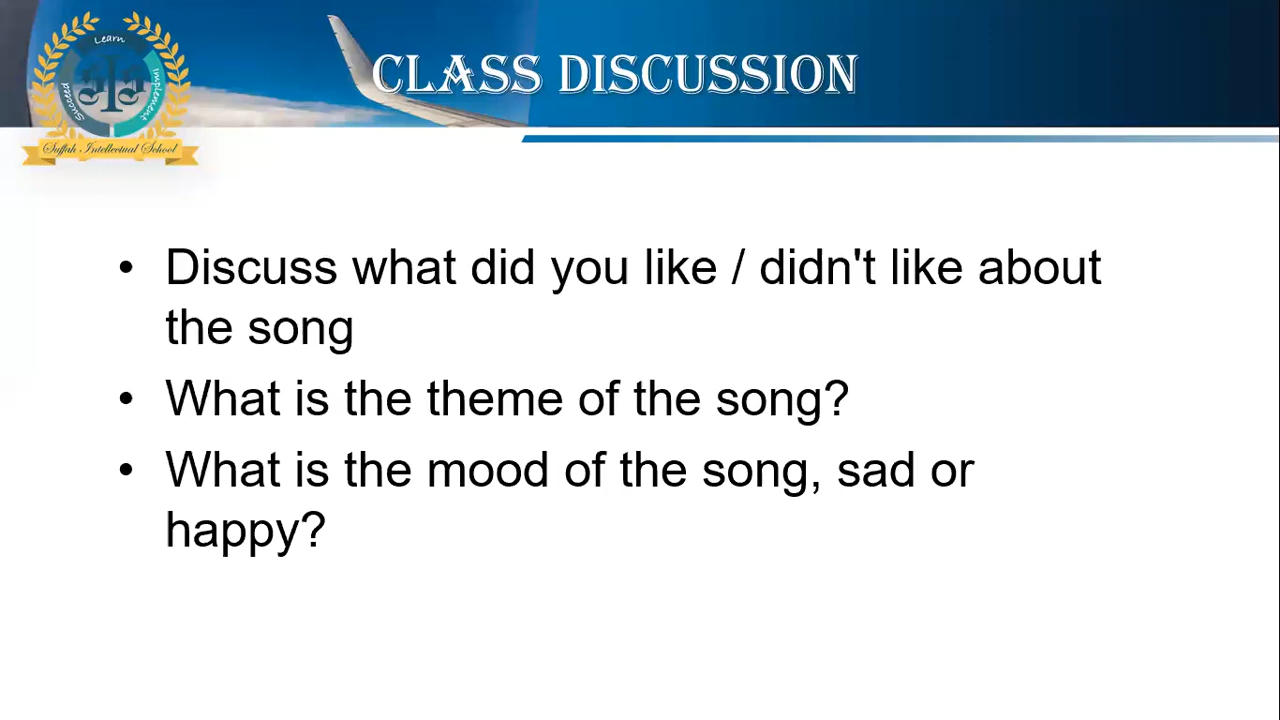 Learn
Implement
Succeed
Suffah Intellectual School
CLASS DISCUSSION
• Discuss what did you like / didn't like about
the song
• What is the theme of the song?
• What is the mood of the song, sad or
happy?